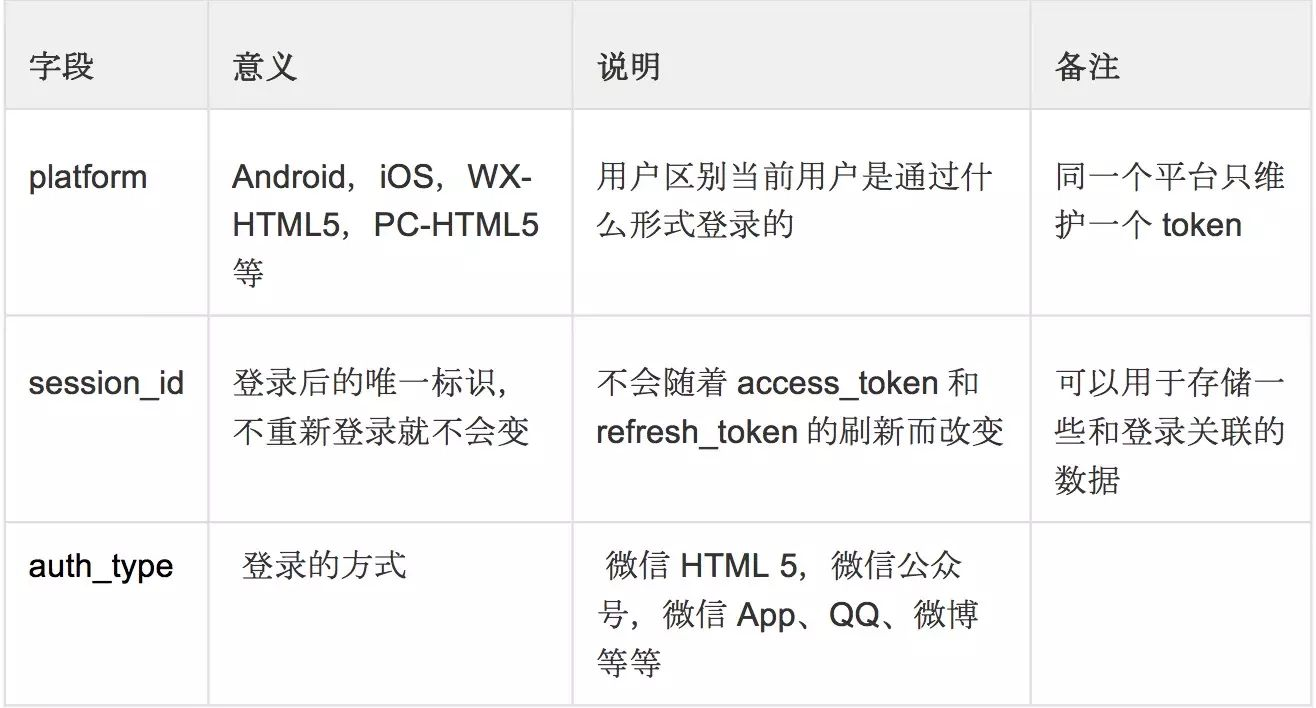 字段
意义
说明
备注
platform
Android，iOS，WX-
HTML5，PC-HTML5
等
用户区别当前用户是通过什
么形式登录的
同一个平台只维
护一个 token
session_id
登录后的唯一标识，
不重新登录就不会变
不会随着 access_token 和
refresh_token 的刷新而改变
可以用于存储一
些和登录关联的
数据
auth_type
登录的方式
微信 HTML 5，微信公众
号，微信 App、QQ、微博
等等